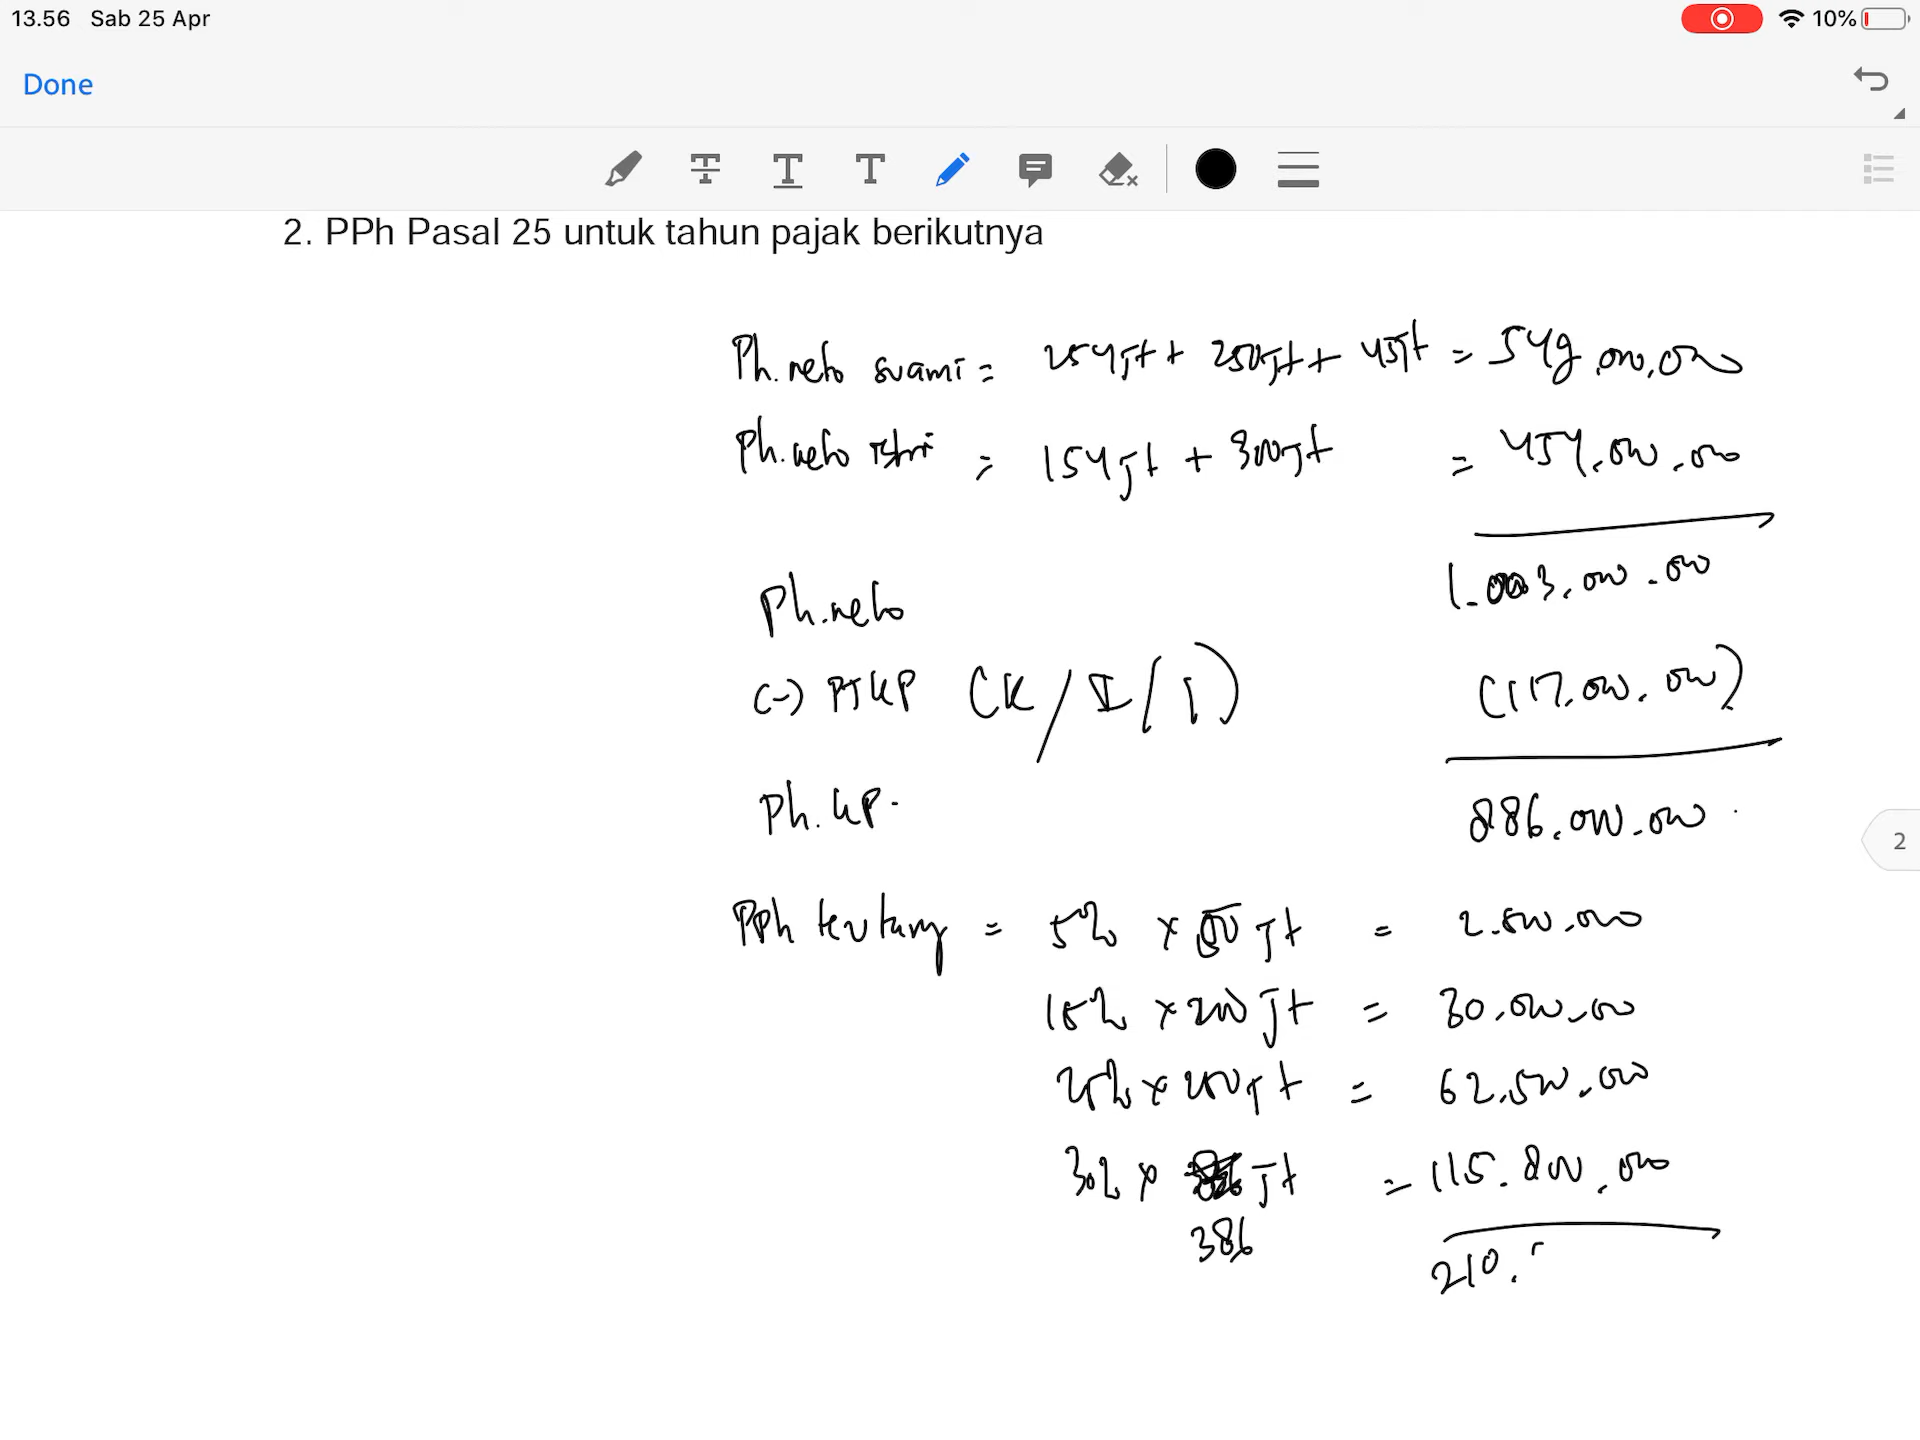 13.56 Sab 25 Apr 10%
Done
2. PPh Pasal 25 untuk tahun pajak berikutnya
Ph. neto suami = 254jt + 250jt + 45jt = 549.000.000
Ph. neto istri = 154jt + 300jt = 454.000.000
1.003.000.000
Ph. neto
(-) PTKP (K/I/1) (117.000.000)
Ph. KP. 886.000.000
2
PPh terutang = 5% x 50 jt = 2.500.000
15% x 200 jt = 30.000.000
25% x 250 jt = 62.500.000
30% x jt = 115.800.000
386
210.